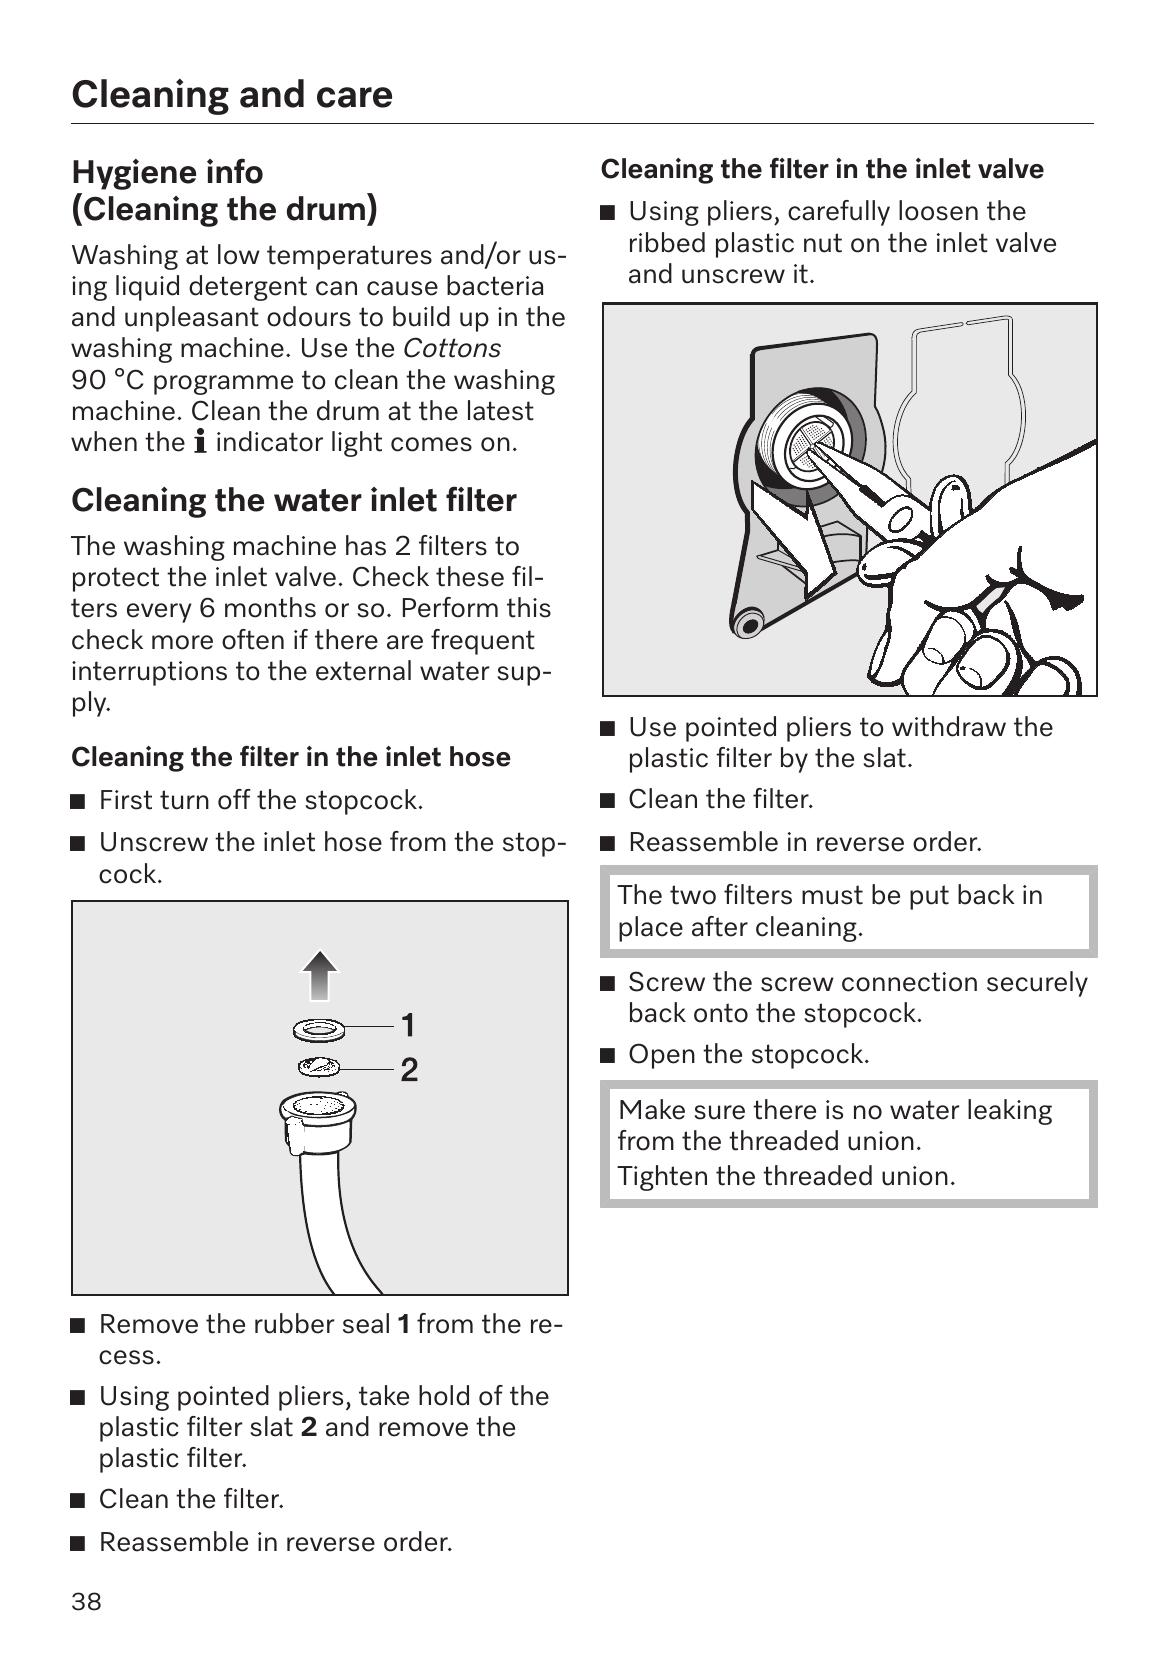 Cleaning and care
Hygiene info
(Cleaning the drum)
Washing at low temperatures and/or us-
ing liquid detergent can cause bacteria
and unpleasant odours to build up in the
washing machine. Use the Cottons
90 °C programme to clean the washing
machine. Clean the drum at the latest
when the i indicator light comes on.
Cleaning the water inlet filter
The washing machine has 2 filters to
protect the inlet valve. Check these fil-
ters every 6 months or so. Perform this
check more often if there are frequent
interruptions to the external water sup-
ply.
Cleaning the filter in the inlet hose
■ First turn off the stopcock.
■ Unscrew the inlet hose from the stop-
cock.
1
2
■ Remove the rubber seal 1 from the re-
cess.
■ Using pointed pliers, take hold of the
plastic filter slat 2 and remove the
plastic filter.
■ Clean the filter.
■ Reassemble in reverse order.
Cleaning the filter in the inlet valve
■ Using pliers, carefully loosen the
ribbed plastic nut on the inlet valve
and unscrew it.
■ Use pointed pliers to withdraw the
plastic filter by the slat.
■ Clean the filter.
■ Reassemble in reverse order.
The two filters must be put back in
place after cleaning.
■ Screw the screw connection securely
back onto the stopcock.
■ Open the stopcock.
Make sure there is no water leaking
from the threaded union.
Tighten the threaded union.
38